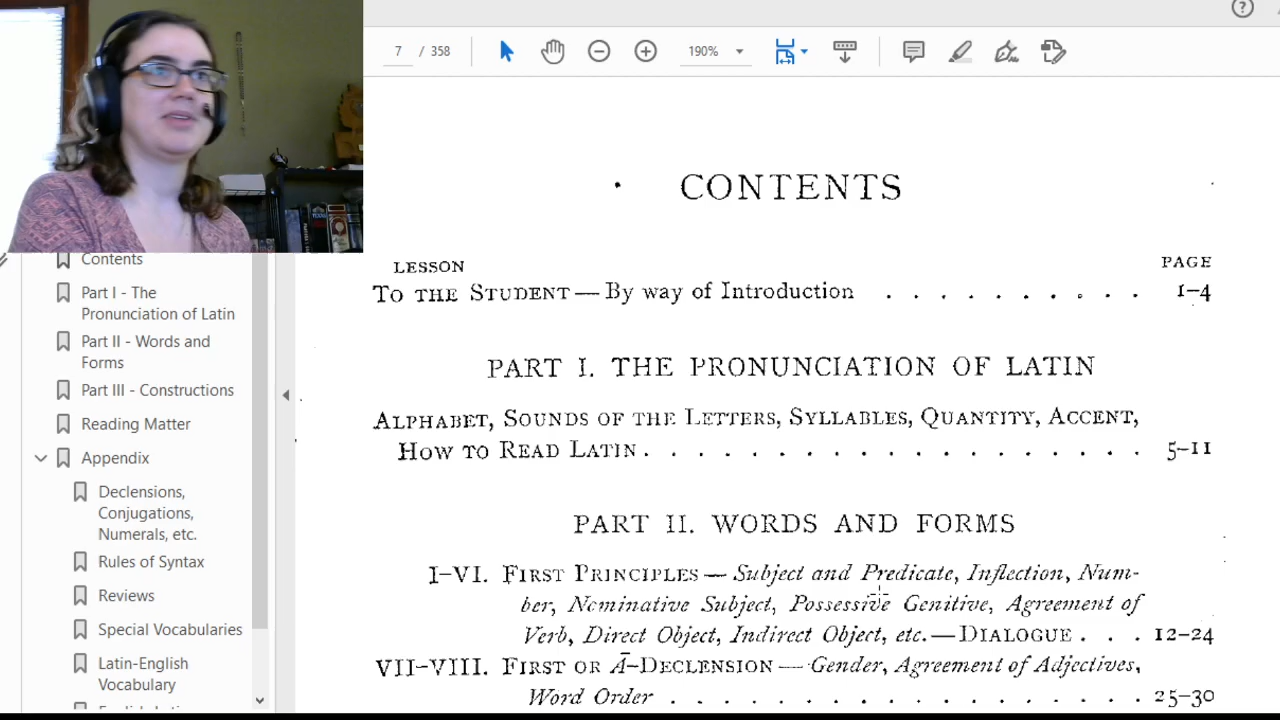 7 / 358
190%
Contents
Part I - The
Pronunciation of Latin
Part II - Words and
Forms
Part III - Constructions
Reading Matter
Appendix
Declensions,
Conjugations,
Numerals, etc.
Rules of Syntax
Reviews
Special Vocabularies
Latin-English
Vocabulary
CONTENTS
LESSON PAGE
TO THE STUDENT — By way of Introduction . . . . . . . . . . 1–4
PART I. THE PRONUNCIATION OF LATIN
ALPHABET, SOUNDS OF THE LETTERS, SYLLABLES, QUANTITY, ACCENT,
HOW TO READ LATIN . . . . . . . . . . . . . . . . . . . 5–11
PART II. WORDS AND FORMS
I–VI. FIRST PRINCIPLES — Subject and Predicate, Inflection, Num-
ber, Nominative Subject, Possessive Genitive, Agreement of
Verb, Direct Object, Indirect Object, etc. — DIALOGUE . . . 12–24
VII–VIII. FIRST OR Ā-DECLENSION — Gender, Agreement of Adjectives,
Word Order . . . . . . . . . . . . . . . . . . 25–30